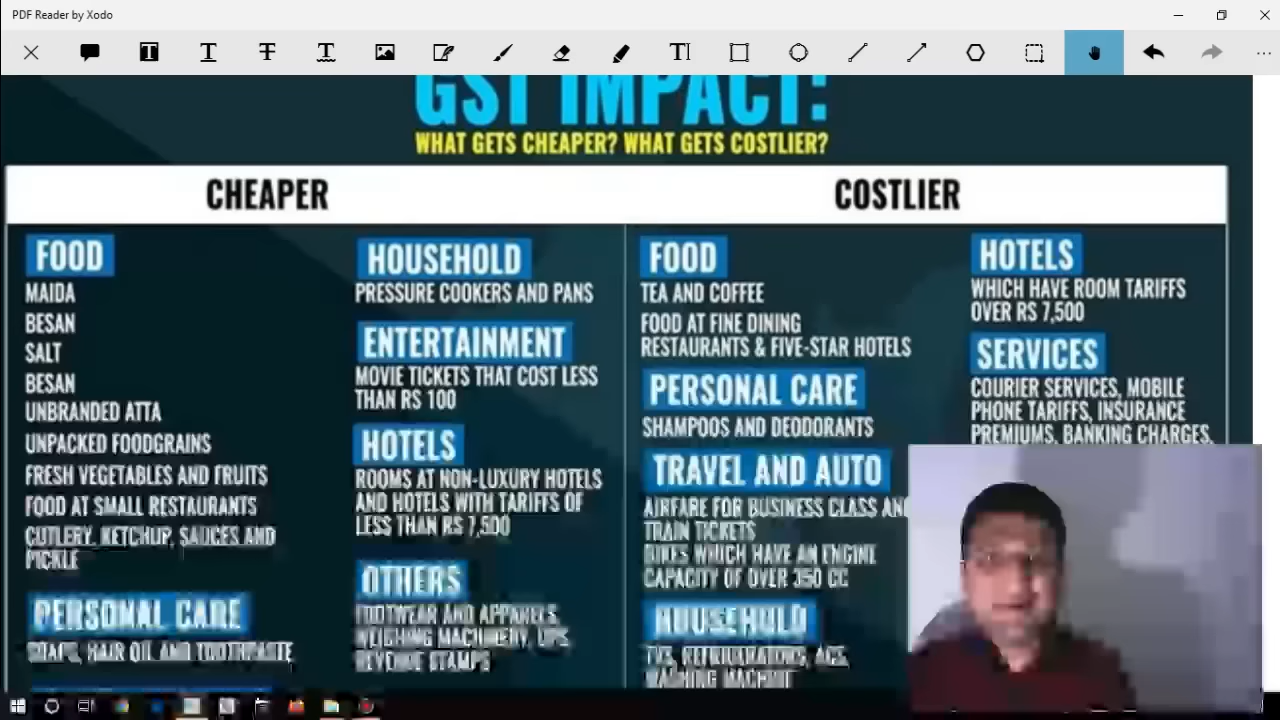 PDF Reader by Xodo
GST IMPACT:
WHAT GETS CHEAPER? WHAT GETS COSTLIER?
CHEAPER
FOOD
MAIDA
BESAN
SALT
BESAN
UNBRANDED ATTA
UNPACKED FOODGRAINS
FRESH VEGETABLES AND FRUITS
FOOD AT SMALL RESTAURANTS
CUTLERY, KETCHUP, SAUCES AND
PICKLE
PERSONAL CARE
SOAPS, HAIR OIL AND TOOTHPASTE
HOUSEHOLD
PRESSURE COOKERS AND PANS
ENTERTAINMENT
MOVIE TICKETS THAT COST LESS
THAN RS 100
HOTELS
ROOMS AT NON-LUXURY HOTELS
AND HOTELS WITH TARIFFS OF
LESS THAN RS 7,500
OTHERS
FOOTWEAR AND APPARELS,
WEIGHING MACHINERY, UPS
REVENUE STAMPS
COSTLIER
FOOD
TEA AND COFFEE
FOOD AT FINE DINING
RESTAURANTS & FIVE-STAR HOTELS
PERSONAL CARE
SHAMPOOS AND DEODORANTS
TRAVEL AND AUTO
AIRFARE FOR BUSINESS CLASS AND
TRAIN TICKETS
BIKES WHICH HAVE AN ENGINE
CAPACITY OF OVER 350 CC
HOUSEHOLD
TVS, REFRIGERATORS, ACS,
WASHING MACHINE
HOTELS
WHICH HAVE ROOM TARIFFS
OVER RS 7,500
SERVICES
COURIER SERVICES, MOBILE
PHONE TARIFFS, INSURANCE
PREMIUMS, BANKING CHARGES,